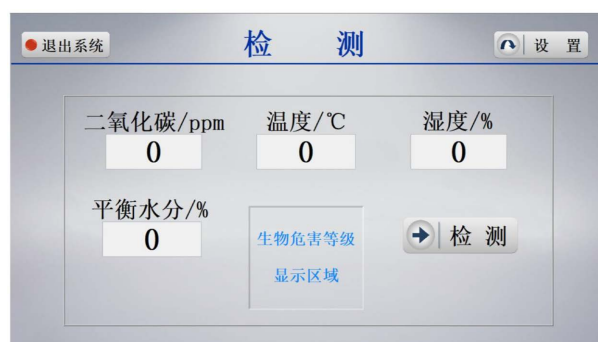 退出系统
检 测
设 置
二氧化碳/ppm 温度/℃ 湿度/%
0 0 0
平衡水分/%
0
生物危害等级
显示区域
检 测